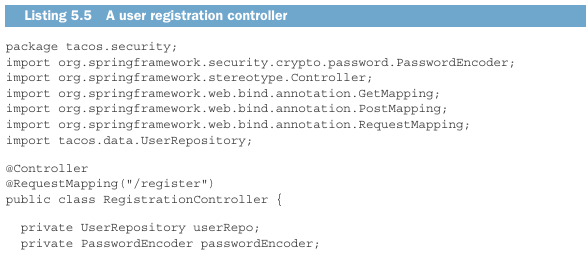 Listing 5.5 A user registration controller
package tacos.security;
import org.springframework.security.crypto.password.PasswordEncoder;
import org.springframework.stereotype.Controller;
import org.springframework.web.bind.annotation.GetMapping;
import org.springframework.web.bind.annotation.PostMapping;
import org.springframework.web.bind.annotation.RequestMapping;
import tacos.data.UserRepository;
@Controller
@RequestMapping("/register")
public class RegistrationController {
private UserRepository userRepo;
private PasswordEncoder passwordEncoder;